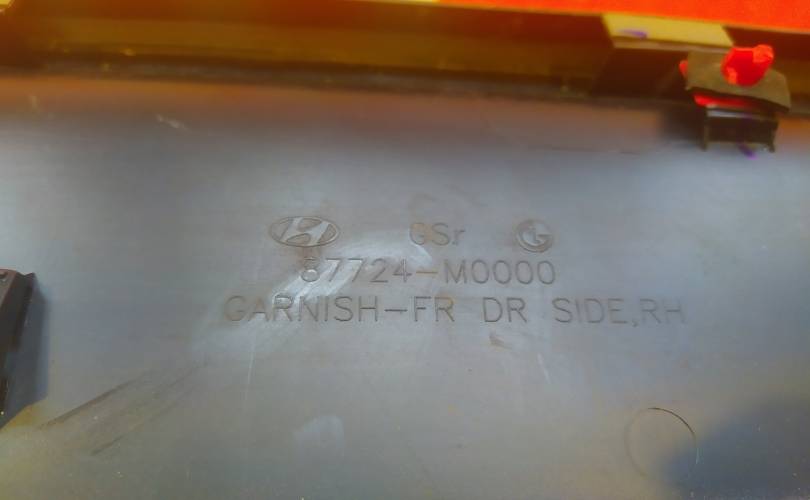 GSr
87724-M0000
GARNISH-FR DR SIDE,RH